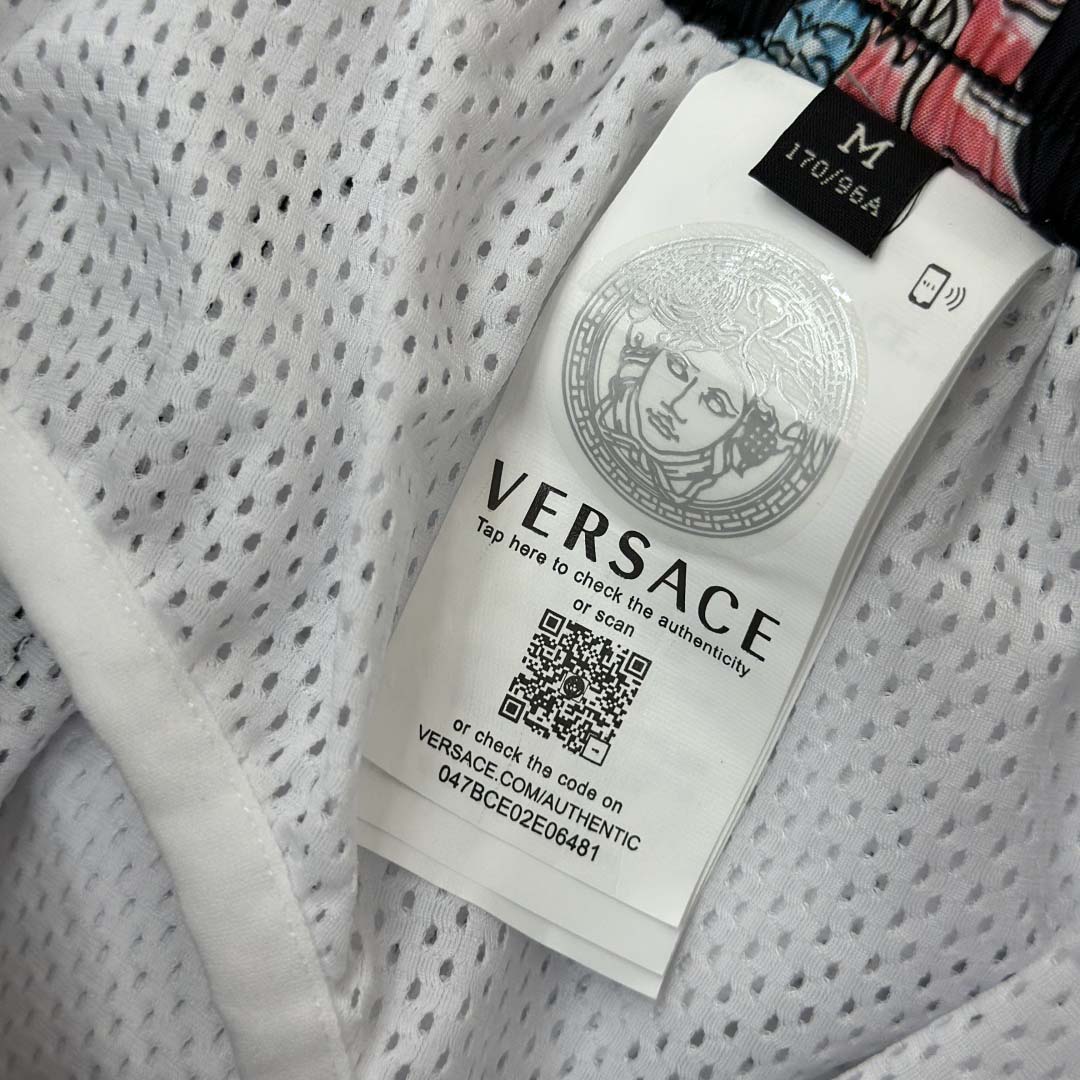 M
170/96A
VERSACE
Tap here to check the authenticity
or scan
or check the code on
VERSACE.COM/AUTHENTIC
047BCE02E06481